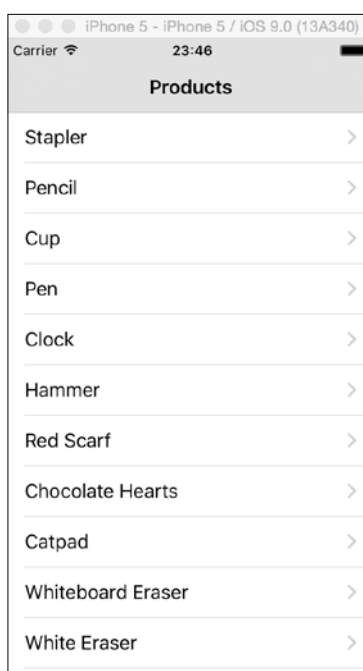 iPhone 5 - iPhone 5 / iOS 9.0 (13A340)
Carrier 23:46
Products
Stapler
Pencil
Cup
Pen
Clock
Hammer
Red Scarf
Chocolate Hearts
Catpad
Whiteboard Eraser
White Eraser